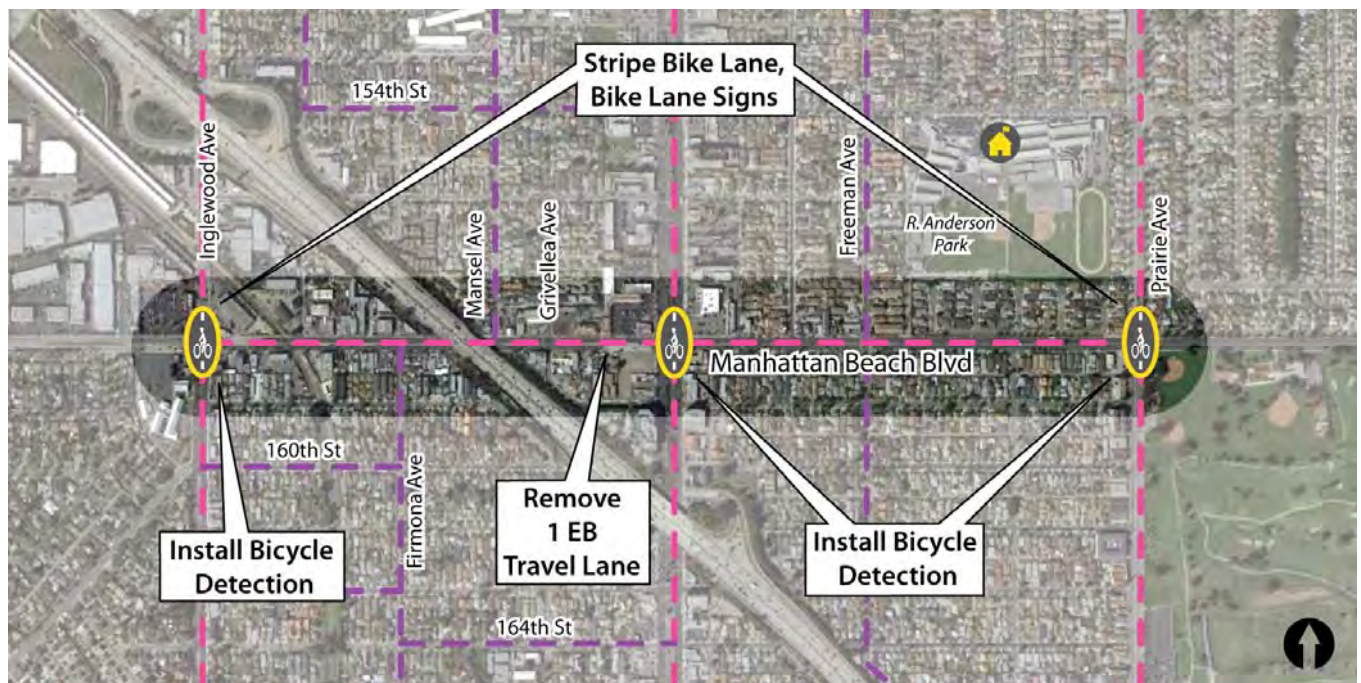 Stripe Bike Lane,
Bike Lane Signs
154th St
Inglewood Ave
Mansel Ave
Grivellea Ave
Freeman Ave
R. Anderson
Park
Prairie Ave
Manhattan Beach Blvd
160th St
Firmona Ave
Install Bicycle
Detection
Remove
1 EB
Travel Lane
Install Bicycle
Detection
164th St